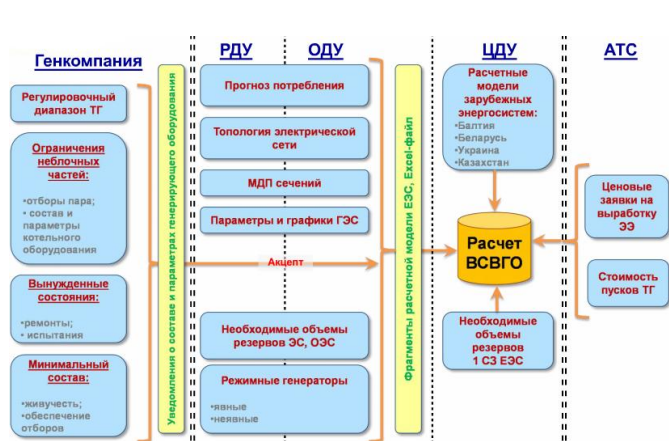 Генкомпания
РДУ
ОДУ
ЦДУ
АТС
Регулировочный
диапазон ТГ
Ограничения
неблочных
частей:
•отборы пара;
• состав и
параметры
котельного
оборудования
Вынужденные
состояния:
•ремонты;
• испытания
Минимальный
состав:
•живучесть;
•обеспечение
отборов
Уведомления о составе и параметрах генерирующего оборудования
Прогноз потребления
Топология электрической
сети
МДП сечений
Параметры и графики ГЭС
Акцепт
Необходимые объемы
резервов ЭС, ОЭС
Режимные генераторы
•явные
•неявные
Фрагменты расчетной модели ЕЭС, Excel-файл
Расчетные
модели
зарубежных
энергосистем:
•Балтия
•Беларусь
•Украина
•Казахстан
Расчет
ВСВГО
Необходимые
объемы
резервов
1 СЗ ЕЭС
Ценовые
заявки на
выработку
ЭЭ
Стоимость
пусков ТГ